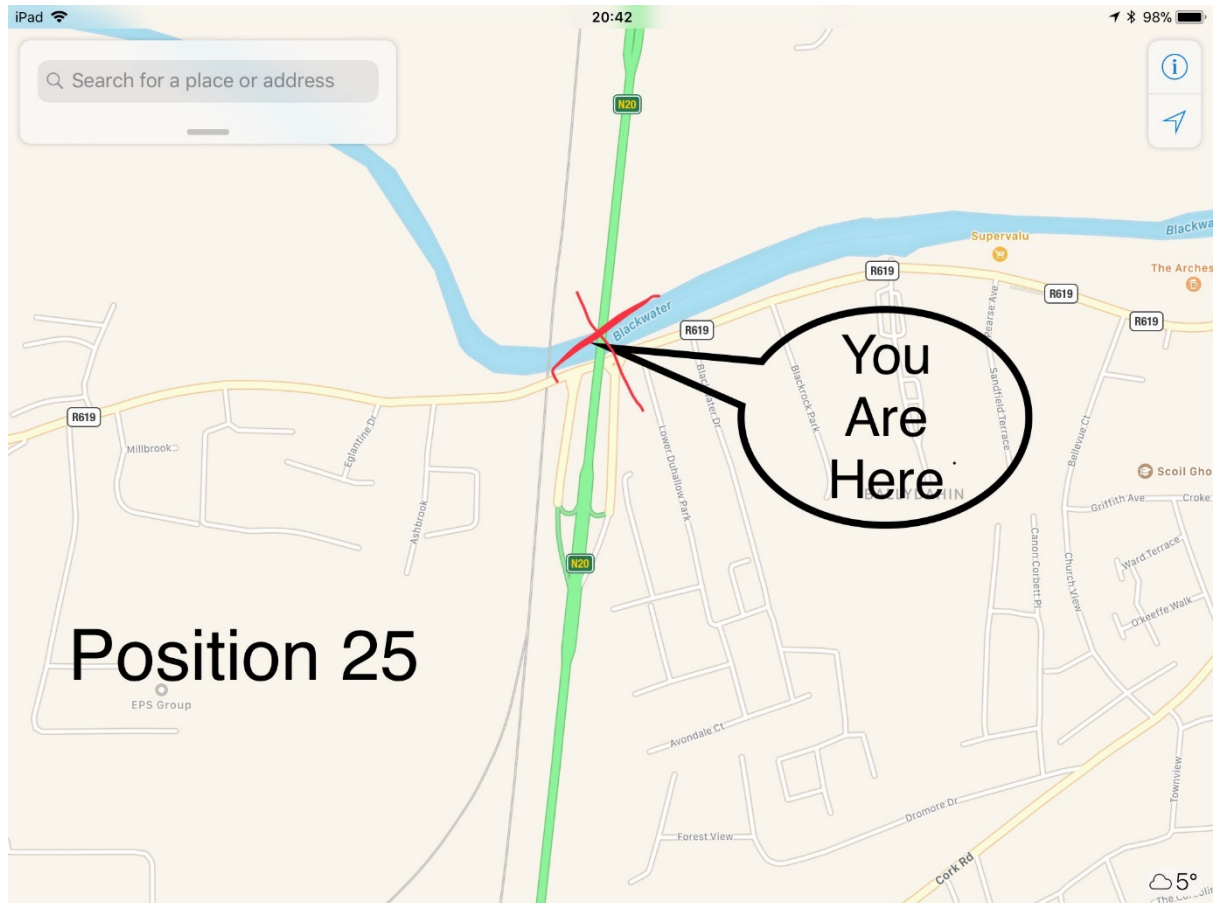 iPad
20:42
98%
Search for a place or address
N20
Supervalu
Blackwa
R619
The Arches
R619
R619
Blackwater
R619
Pearse Ave
You
Are
Here
Blackrock Park
Sandfield Terrace
Blackwater Dr
Bellevue Ct
R619
Millbrook
Eglantine Dr
Lower Duhallow Park
Scoil Gho
BALLYDAHIN
Griffith Ave
Croke
Ashbrook
N20
Canon Corbett Pl
Church View
Ward Terrace
O'keeffe Walk
Position 25
EPS Group
Avondale Ct
Townview
Dromore Dr
Forest View
Cork Rd
5°